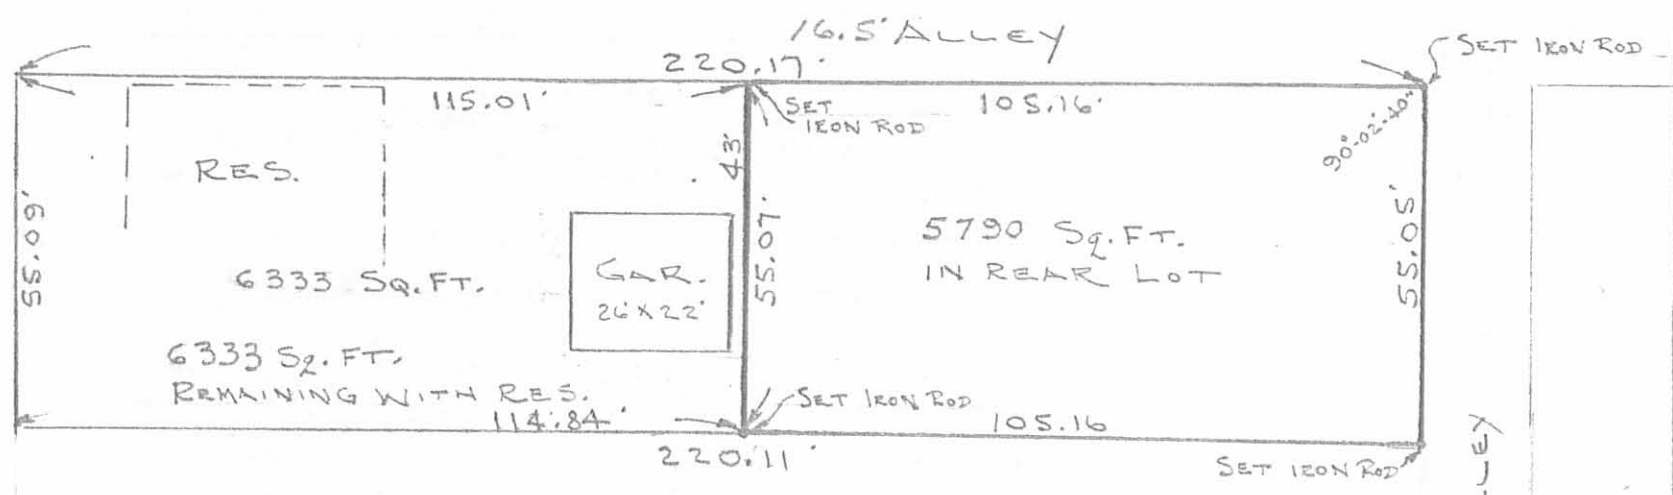 16.5' ALLEY
220.17'
SET IRON ROD
115.01'
SET
IRON ROD
105.16'
90°-02'-40"
RES.
43'
55.09'
55.07'
55.05'
5790 SQ.FT.
IN REAR LOT
6333 SQ.FT.
GAR.
26'X22'
6333 SQ.FT.
REMAINING WITH RES.
SET IRON ROD
114.84'
105.16
220.11'
SET IRON ROD
LEY